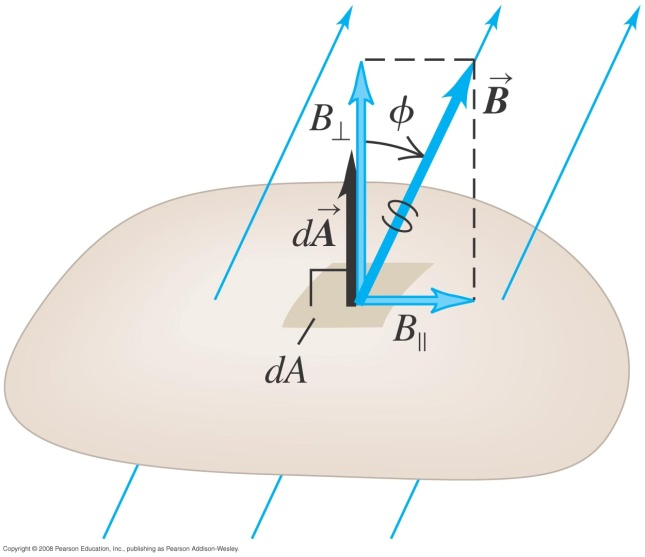 B⊥
ϕ
B⃗
dA⃗
B∥
dA
Copyright © 2008 Pearson Education, Inc., publishing as Pearson Addison-Wesley.